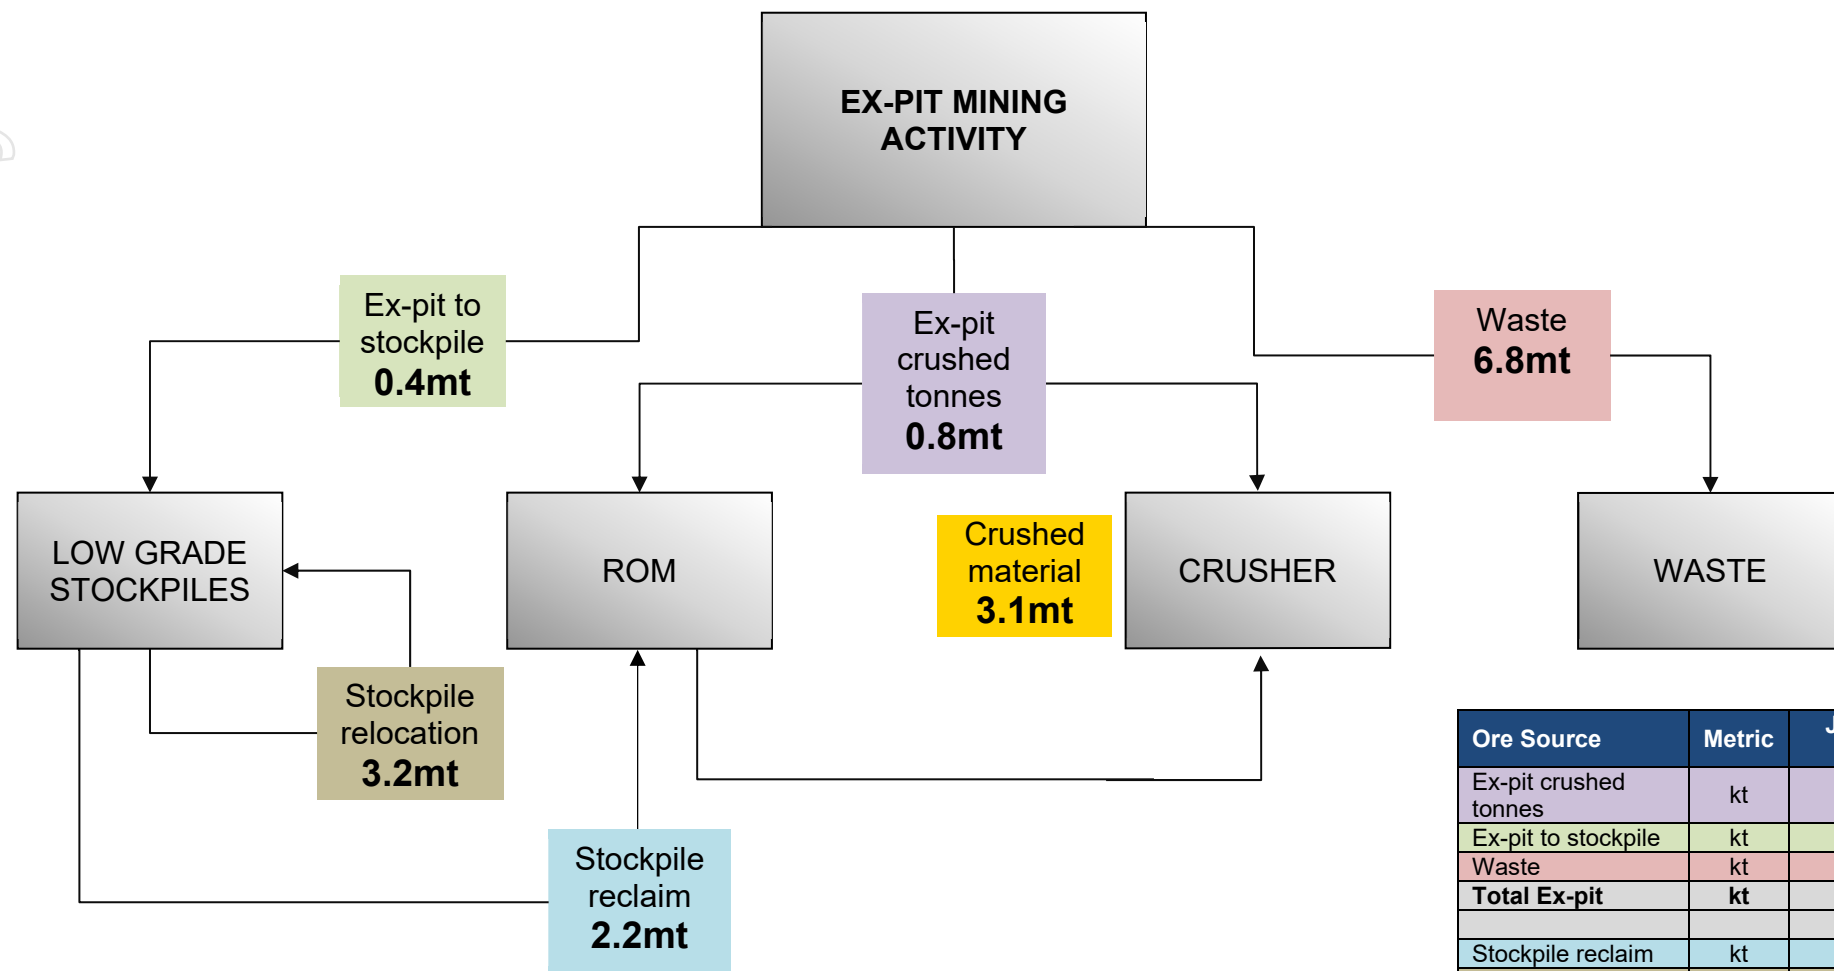 EX-PIT MINING
ACTIVITY
Ex-pit to
stockpile
0.4mt
Ex-pit
crushed
tonnes
0.8mt
Waste
6.8mt
LOW GRADE
STOCKPILES
ROM
Crushed
material
3.1mt
CRUSHER
WASTE
Stockpile
relocation
3.2mt
Stockpile
reclaim
2.2mt
Ore Source Metric
Ex-pit crushed
tonnes kt
Ex-pit to stockpile kt
Waste kt
Total Ex-pit kt
Stockpile reclaim kt